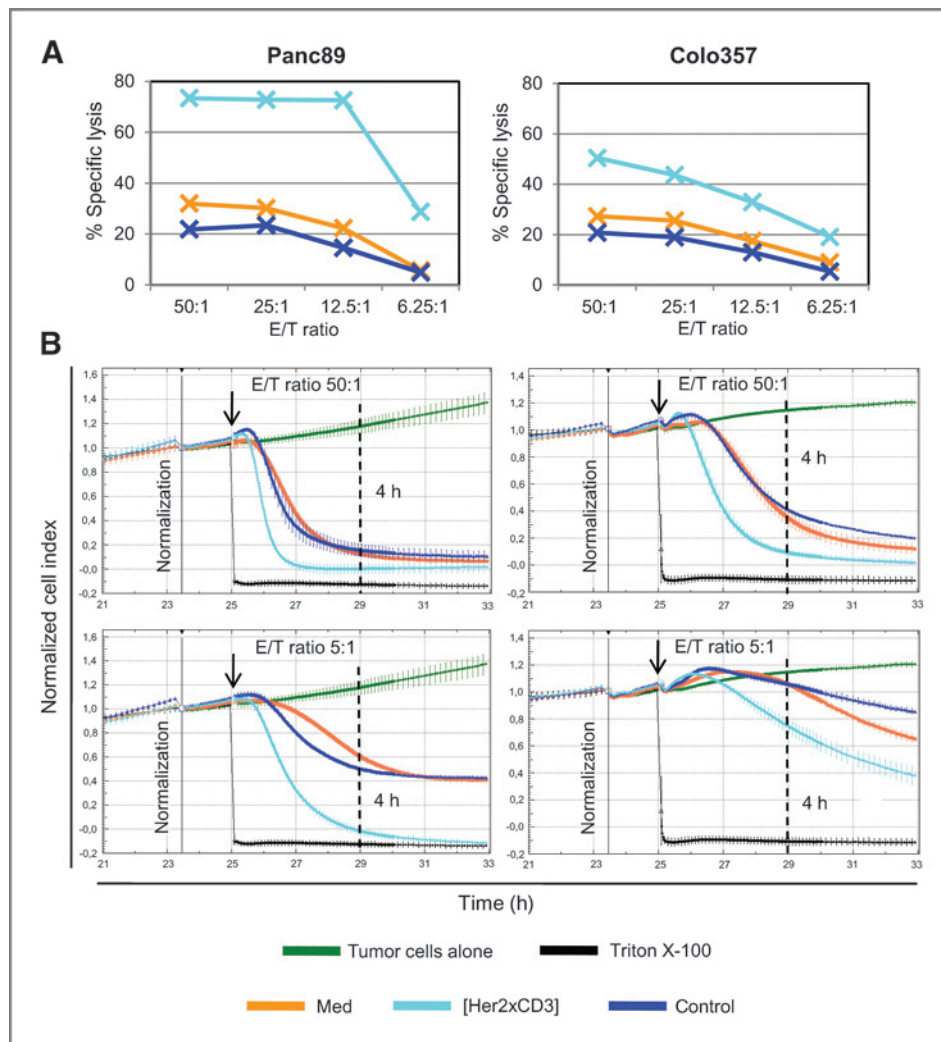 A
Panc89
Colo357
% Specific lysis
80
60
40
20
0
50:1 25:1 12.5:1 6.25:1
E/T ratio
% Specific lysis
80
60
40
20
0
50:1 25:1 12.5:1 6.25:1
E/T ratio
B
Normalized cell index
1,6
1,4
1,2
1,0
0,8
0,6
0,4
0,2
-0,0
-0,2
E/T ratio 50:1
Normalization
4 h
21 23 25 27 29 31 33
1,4
1,2
1,0
0,8
0,6
0,4
0,2
-0,0
-0,2
E/T ratio 50:1
Normalization
4 h
21 23 25 27 29 31 33
1,6
1,4
1,2
1,0
0,8
0,6
0,4
0,2
-0,0
-0,2
E/T ratio 5:1
Normalization
4 h
21 23 25 27 29 31 33
1,4
1,2
1,0
0,8
0,6
0,4
0,2
-0,0
-0,2
E/T ratio 5:1
Normalization
4 h
21 23 25 27 29 31 33
Time (h)
Tumor cells alone
Triton X-100
Med
[Her2xCD3]
Control